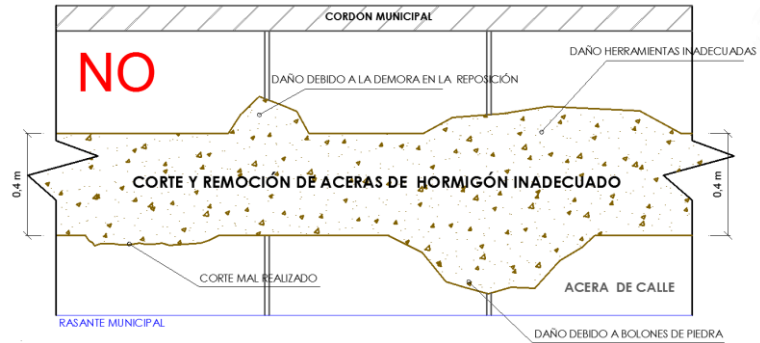 CORDÓN MUNICIPAL
NO
DAÑO HERRAMIENTAS INADECUADAS
DAÑO DEBIDO A LA DEMORA EN LA REPOSICIÓN
0,4 m
CORTE Y REMOCIÓN DE ACERAS DE HORMIGÓN INADECUADO
0,4 m
CORTE MAL REALIZADO
ACERA DE CALLE
RASANTE MUNICIPAL
DAÑO DEBIDO A BOLONES DE PIEDRA